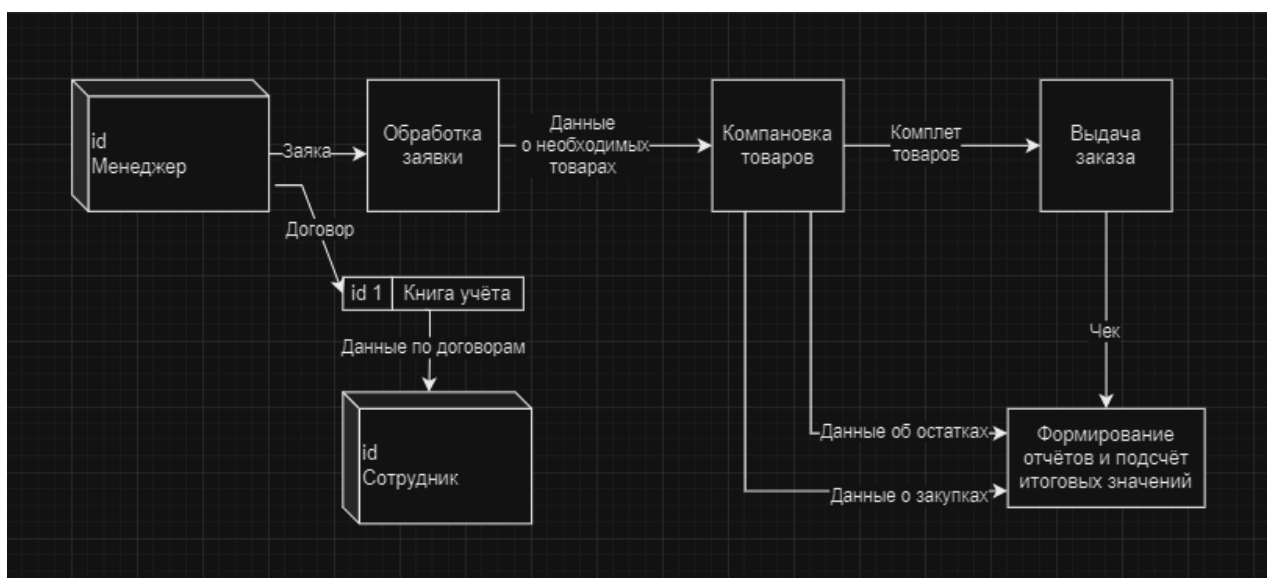 id
Менеджер
Заяка
Обработка
заявки
Данные
о необходимых
товарах
Компановка
товаров
Комплет
товаров
Выдача
заказа
Договор
id 1
Книга учёта
Данные по договорам
id
Сотрудник
Чек
Данные об остатках
Данные о закупках
Формирование
отчётов и подсчёт
итоговых значений